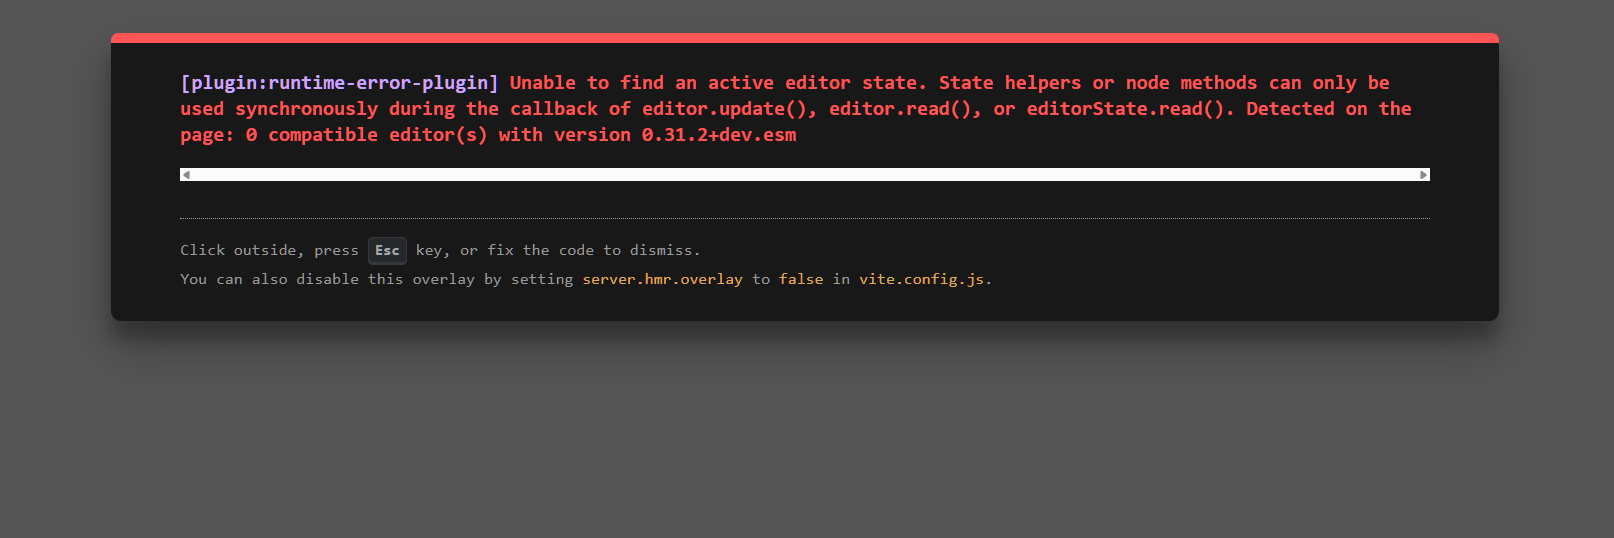 [plugin:runtime-error-plugin] Unable to find an active editor state. State helpers or node methods can only be
used synchronously during the callback of editor.update(), editor.read(), or editorState.read(). Detected on the
page: 0 compatible editor(s) with version 0.31.2+dev.esm
Click outside, press Esc key, or fix the code to dismiss.
You can also disable this overlay by setting server.hmr.overlay to false in vite.config.js.